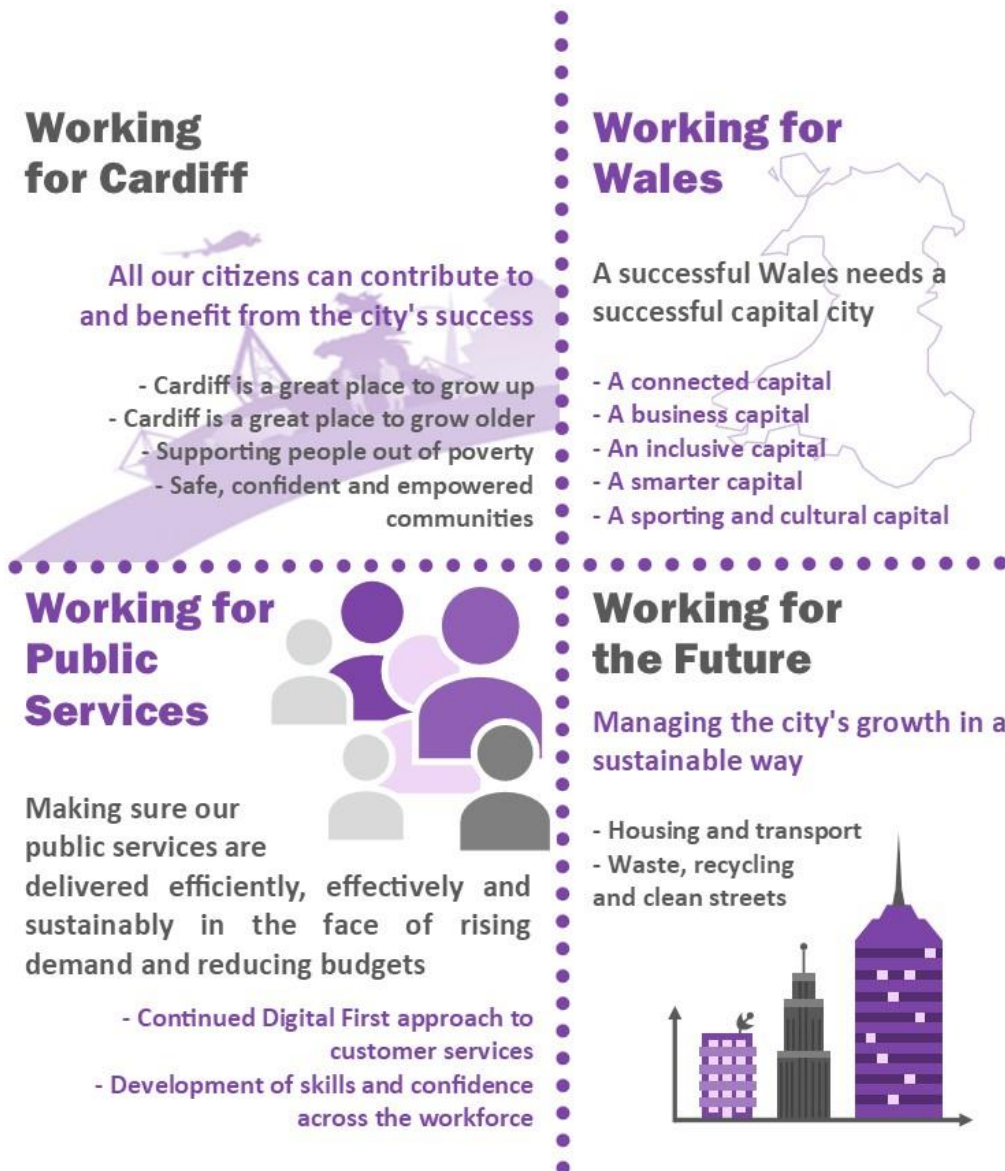 Working
for Cardiff
All our citizens can contribute to
and benefit from the city's success
- Cardiff is a great place to grow up
- Cardiff is a great place to grow older
- Supporting people out of poverty
- Safe, confident and empowered
communities
Working for
Wales
A successful Wales needs a
successful capital city
- A connected capital
- A business capital
- An inclusive capital
- A smarter capital
- A sporting and cultural capital
Working for
Public
Services
Making sure our
public services are
delivered efficiently, effectively and
sustainably in the face of rising
demand and reducing budgets
- Continued Digital First approach to
customer services
- Development of skills and confidence
across the workforce
Working for
the Future
Managing the city's growth in a
sustainable way
- Housing and transport
- Waste, recycling
and clean streets